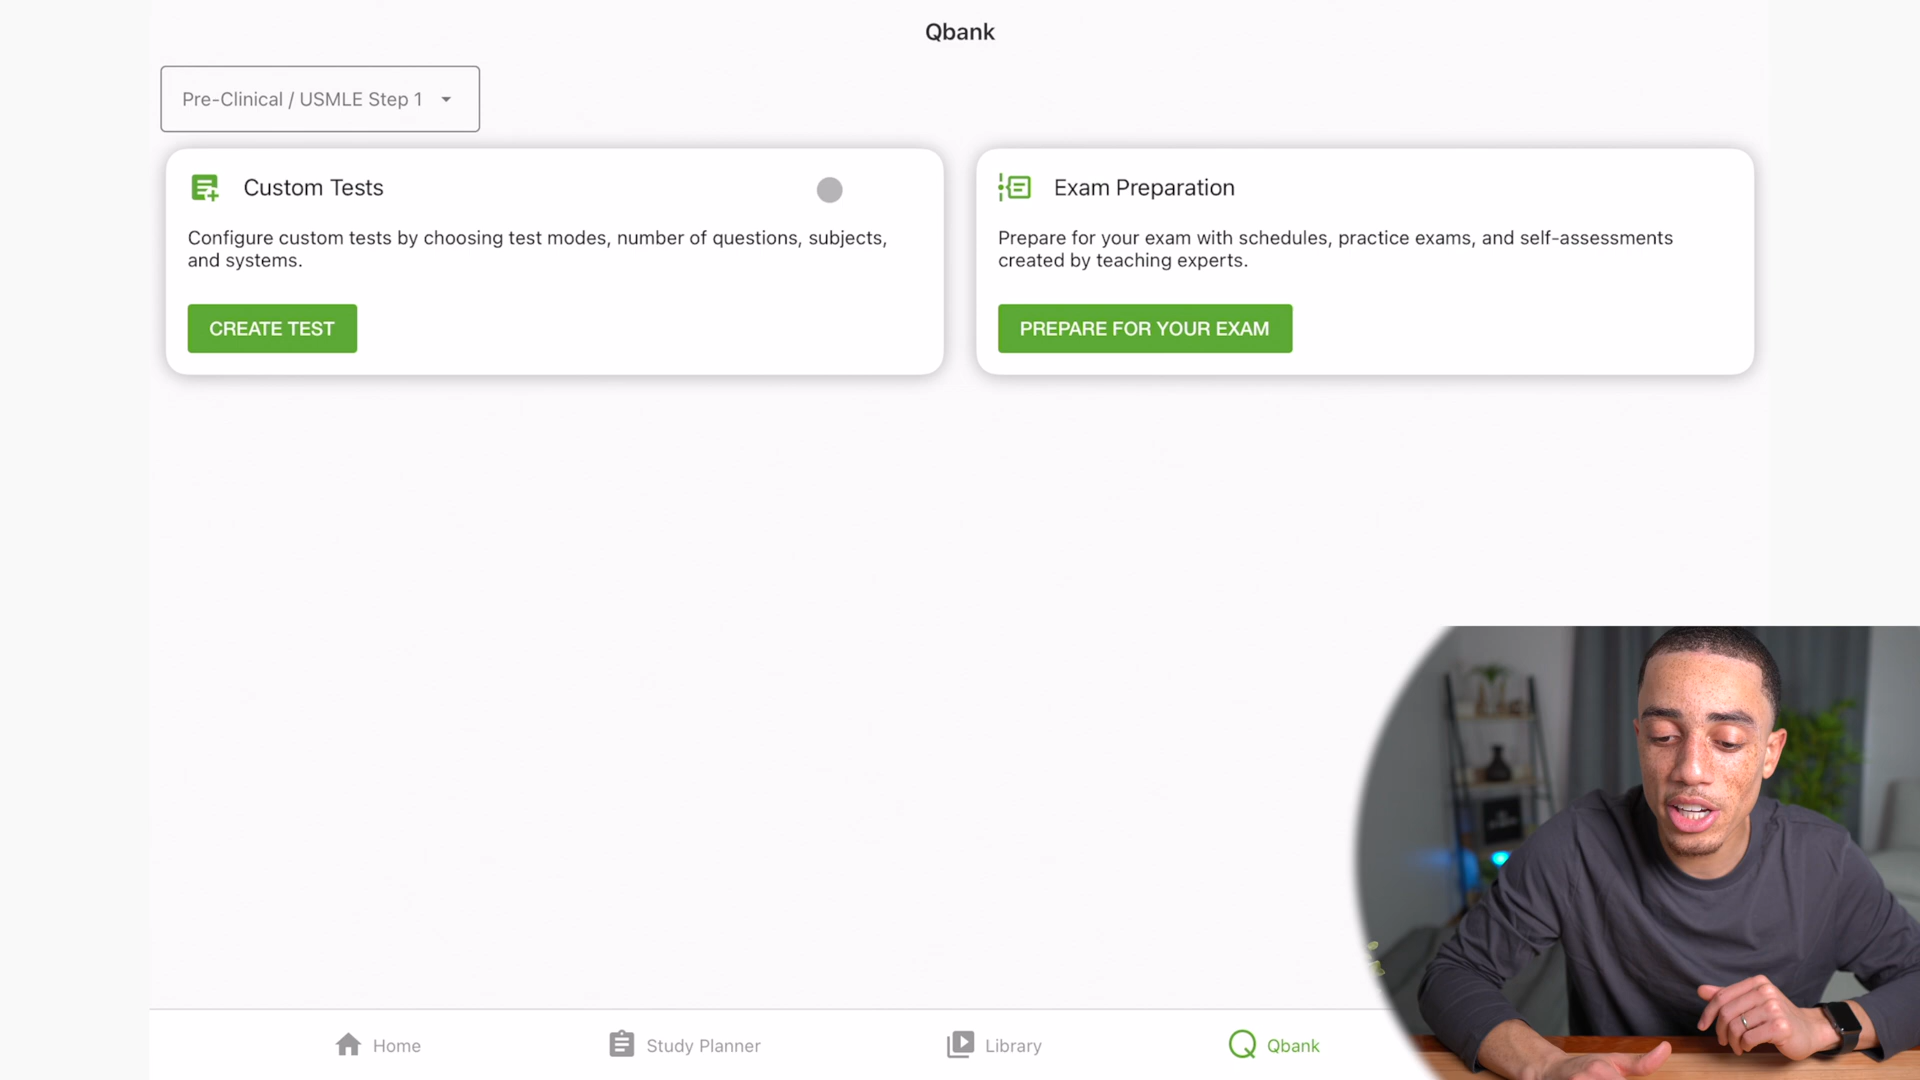 Qbank
Pre-Clinical / USMLE Step 1
Custom Tests
Configure custom tests by choosing test modes, number of questions, subjects,
and systems.
CREATE TEST
Exam Preparation
Prepare for your exam with schedules, practice exams, and self-assessments
created by teaching experts.
PREPARE FOR YOUR EXAM
Home
Study Planner
Library
Qbank